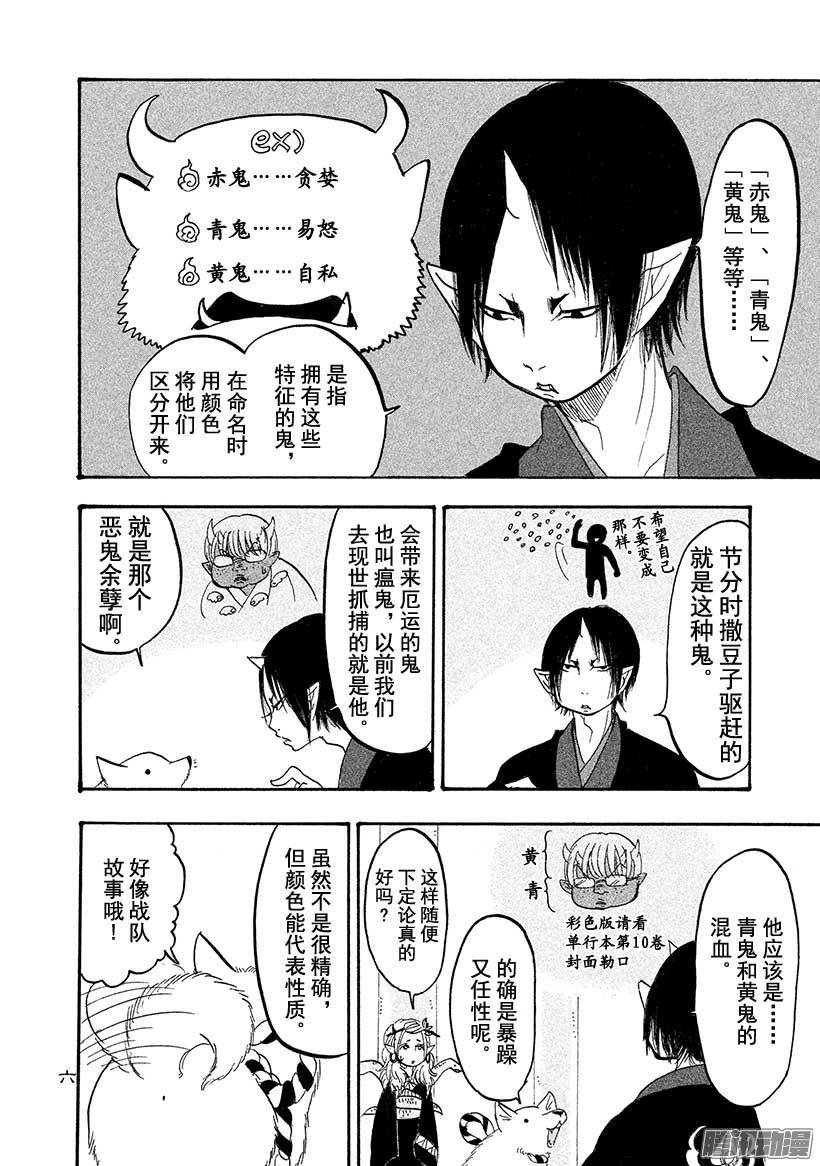 「赤鬼」、「青鬼」、
「黄鬼」等等……
ex)
赤鬼……贪婪
青鬼……易怒
黄鬼……自私
是指
拥有这些
特征的鬼，
在命名时
用颜色
将他们
区分开来。
节分时撒豆子驱赶的
就是这种鬼。
希望自己
不要变成
那样。
会带来厄运的鬼
也叫瘟鬼，以前我们
去现世抓捕的就是他。
就是那个
恶鬼余孽啊。
他应该是……
青鬼和黄鬼的
混血。
黄
青
彩色版请看
单行本第10卷
封面勒口
的确是暴躁
又任性呢。
这样随便
下定论真的
好吗？
虽然不是很精确，
但颜色能代表性质。
好像战队
故事哦！
六
腾讯动漫